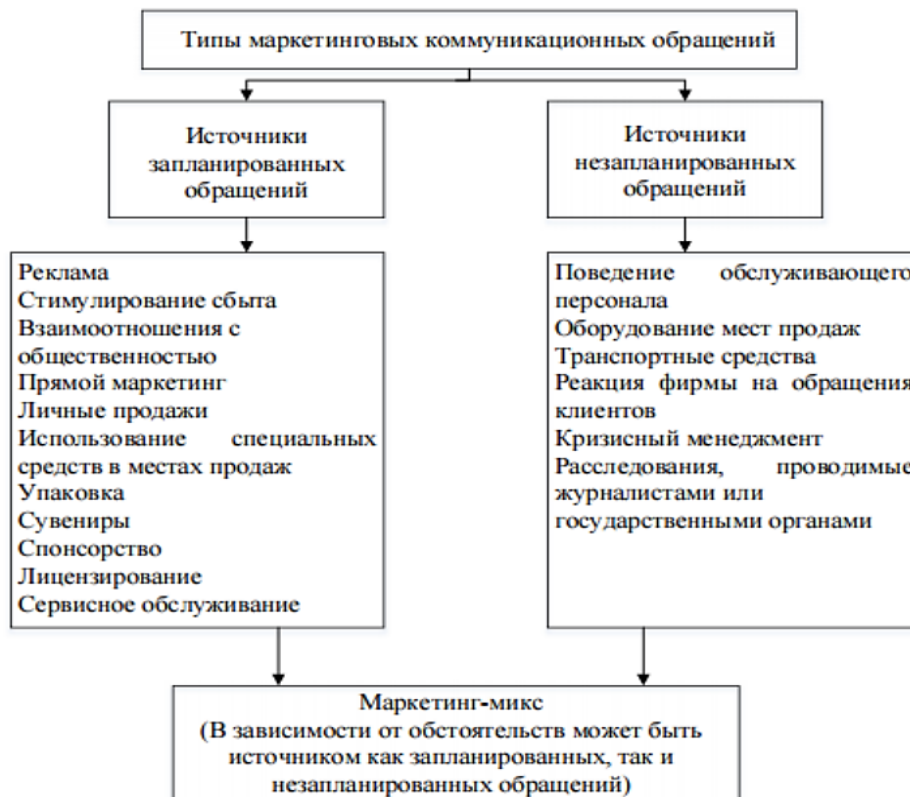 Типы маркетинговых коммуникационных обращений
Источники
запланированных
обращений
Источники
незапланированных
обращений
Реклама
Стимулирование сбыта
Взаимоотношения с
общественностью
Прямой маркетинг
Личные продажи
Использование специальных
средств в местах продаж
Упаковка
Сувениры
Спонсорство
Лицензирование
Сервисное обслуживание
Поведение обслуживающего
персонала
Оборудование мест продаж
Транспортные средства
Реакция фирмы на обращения
клиентов
Кризисный менеджмент
Расследования, проводимые
журналистами или
государственными органами
Маркетинг-микс
(В зависимости от обстоятельств может быть
источником как запланированных, так и
незапланированных обращений)